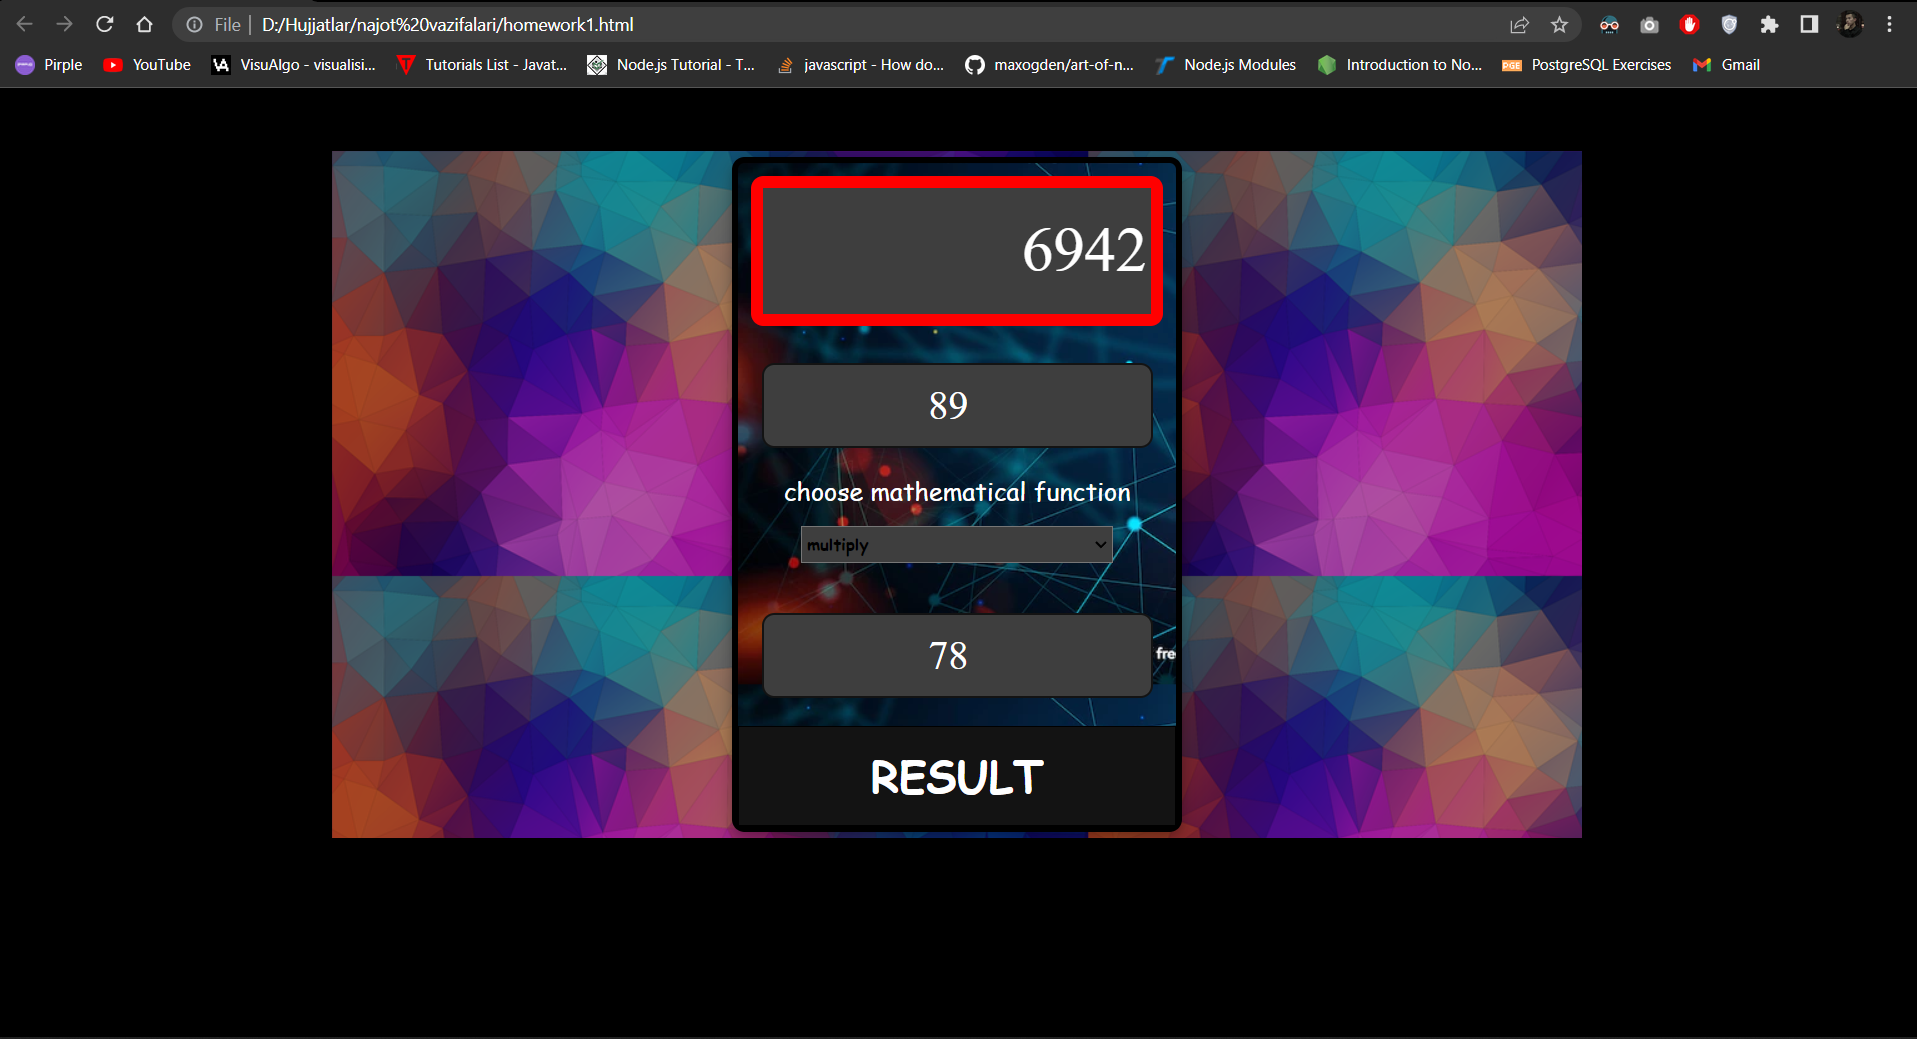 File | D:/Hujjatlar/najot%20vazifalari/homework1.html
Pirple YouTube VisuAlgo - visualisi... Tutorials List - Javat... Node.js Tutorial - T... javascript - How do... maxogden/art-of-n... Node.js Modules Introduction to No... PostgreSQL Exercises Gmail
6942
89
choose mathematical function
multiply
78
fre
RESULT